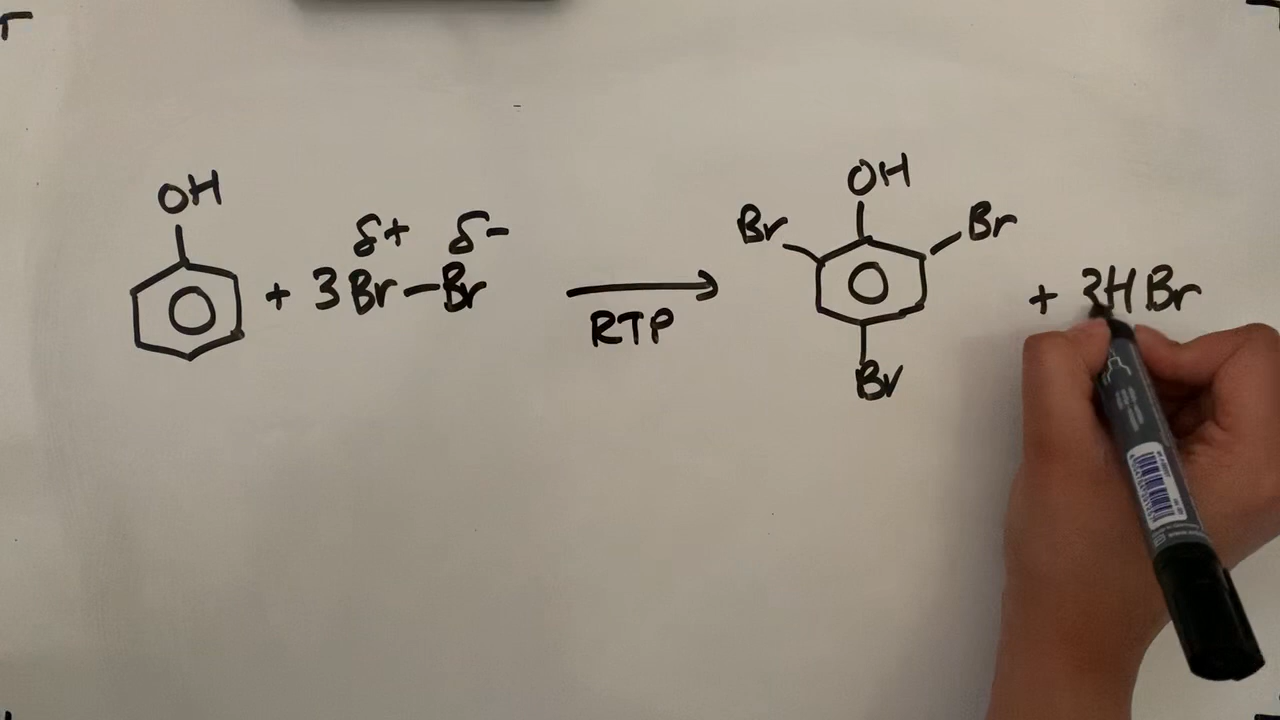 OH OH
δ+ δ- Br Br
+ 3Br-Br → + 3HBr
RTP
Br